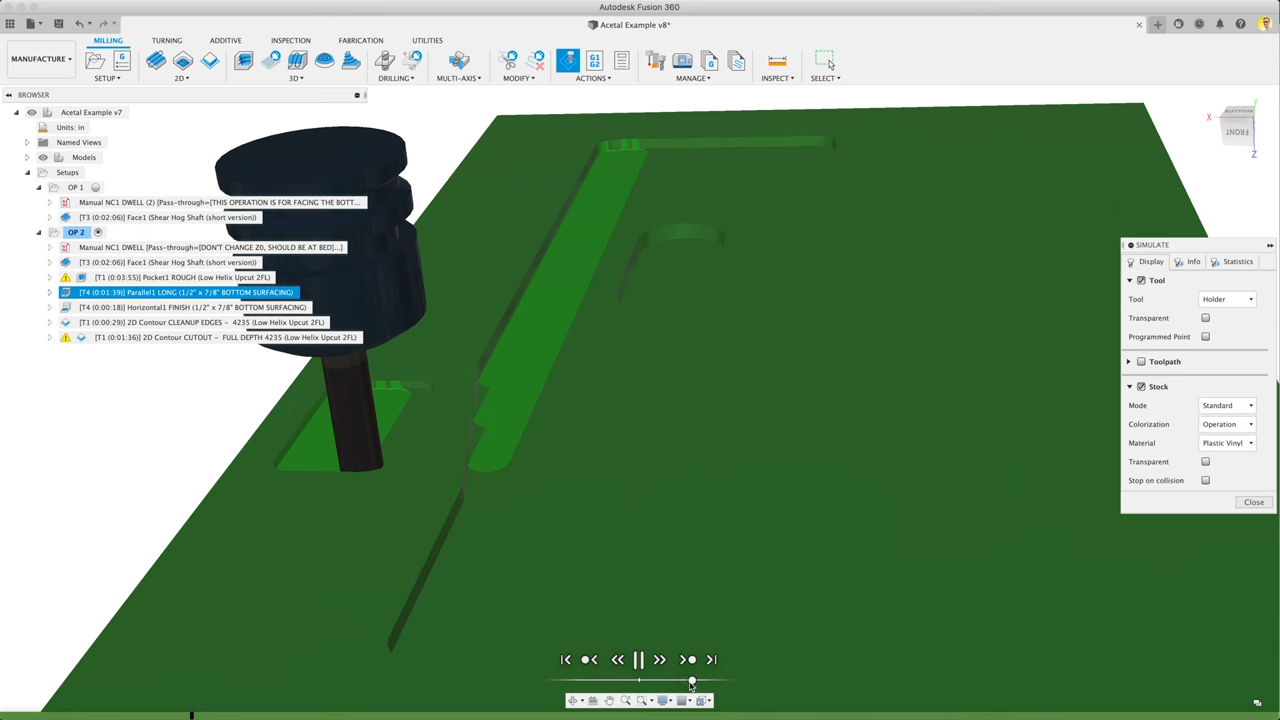 Autodesk Fusion 360
Acetal Example v8*
MILLING TURNING ADDITIVE INSPECTION FABRICATION UTILITIES
MANUFACTURE
SETUP 2D 3D DRILLING MULTI-AXIS MODIFY ACTIONS MANAGE INSPECT SELECT
G1
G2
BROWSER
Acetal Example v7
Units: in
Named Views
Models
Setups
OP 1
Manual NC1 DWELL (2) [Pass-through=[THIS OPERATION IS FOR FACING THE BOTT...
[T3 (0:02:06)] Face1 (Shear Hog Shaft (short version))
OP 2
Manual NC1 DWELL [Pass-through=[DON'T CHANGE Z0, SHOULD BE AT BED]...]
[T3 (0:02:06)] Face1 (Shear Hog Shaft (short version))
[T1 (0:03:55)] Pocket1 ROUGH (Low Helix Upcut 2FL)
[T4 (0:01:39)] Parallel1 LONG (1/2" x 7/8" BOTTOM SURFACING)
[T4 (0:00:18)] Horizontal1 FINISH (1/2" x 7/8" BOTTOM SURFACING)
[T1 (0:00:29)] 2D Contour CLEANUP EDGES - 4235 (Low Helix Upcut 2FL)
[T1 (0:01:36)] 2D Contour CUTOUT - FULL DEPTH 4235 (Low Helix Upcut 2FL)
Y
X
BOTTOM
FRONT
Z
SIMULATE
Display Info Statistics
Tool
Tool Holder
Transparent
Programmed Point
Toolpath
Stock
Mode Standard
Colorization Operation
Material Plastic Vinyl
Transparent
Stop on collision
Close